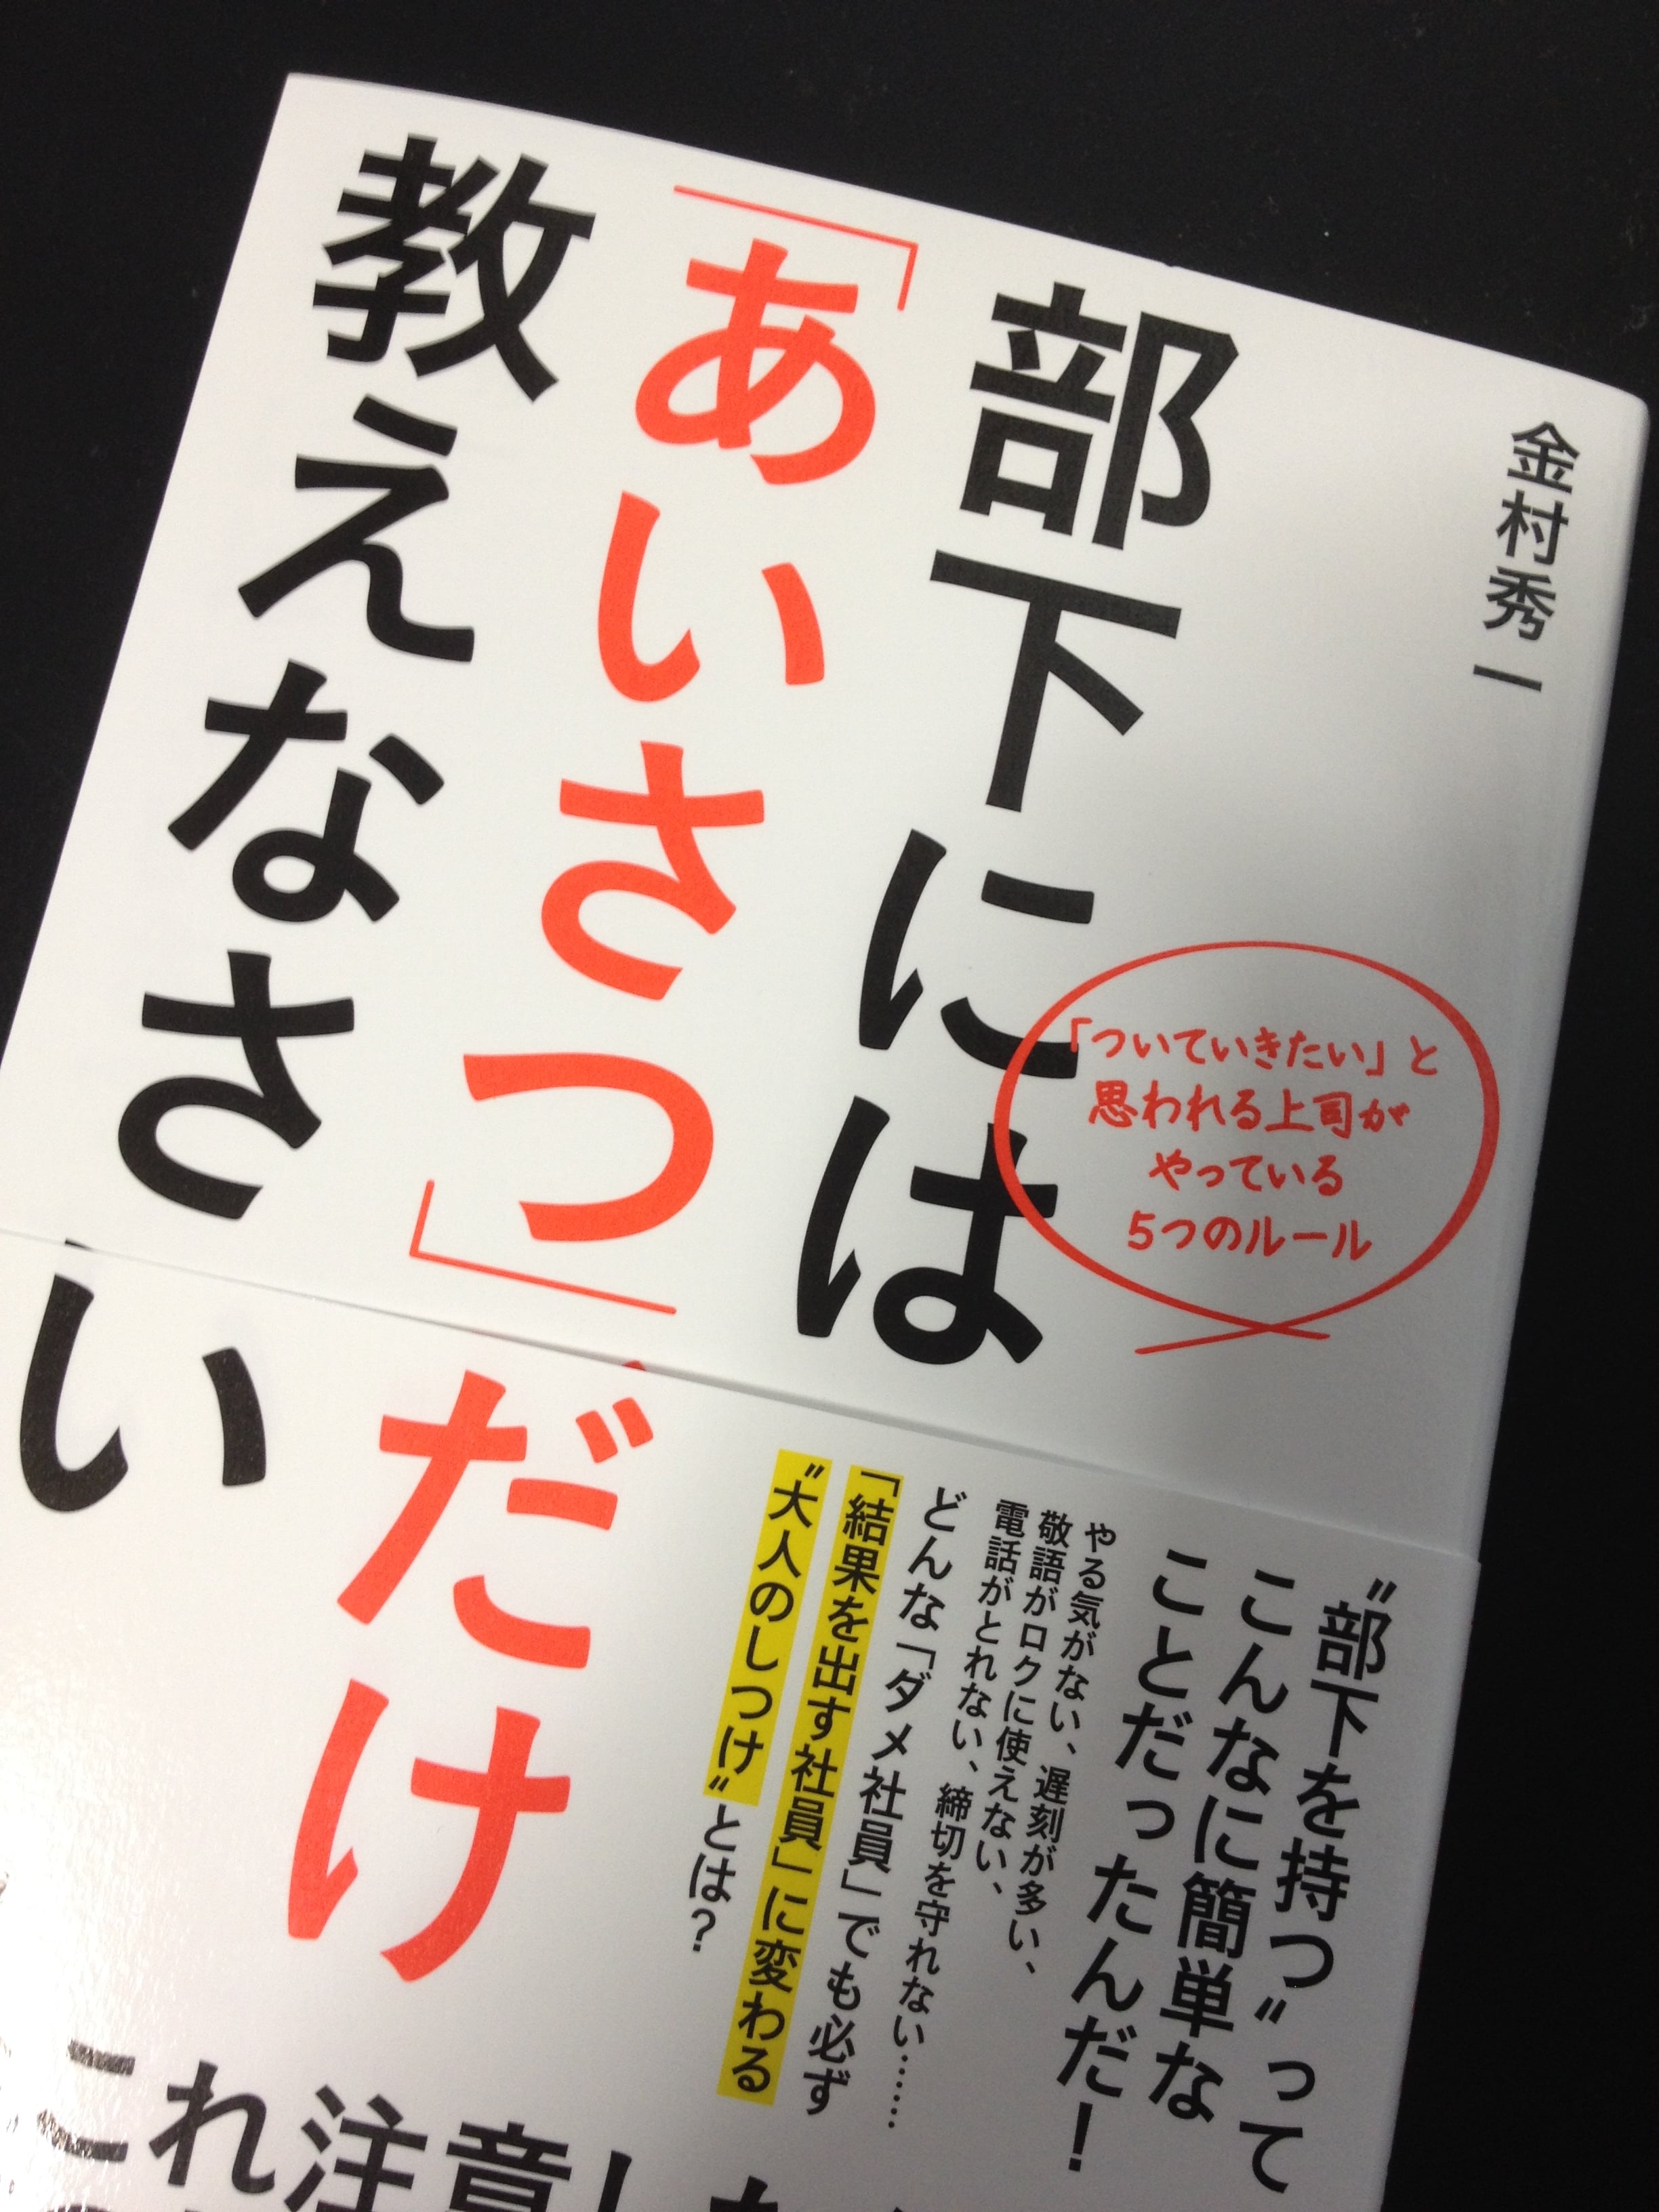 金村秀一
「ついていきたい」と
思われる上司が
やっている
5つのルール
部下には
「あいさつ」だけ
教えなさい
〝部下を持つ〟って
こんなに簡単な
ことだったんだ！
やる気がない、遅刻が多い、
敬語がロクに使えない、
電話がとれない、締切を守れない……
どんな「ダメ社員」でも必ず
「結果を出す社員」に変わる
〝大人のしつけ〟とは？
これ注意し